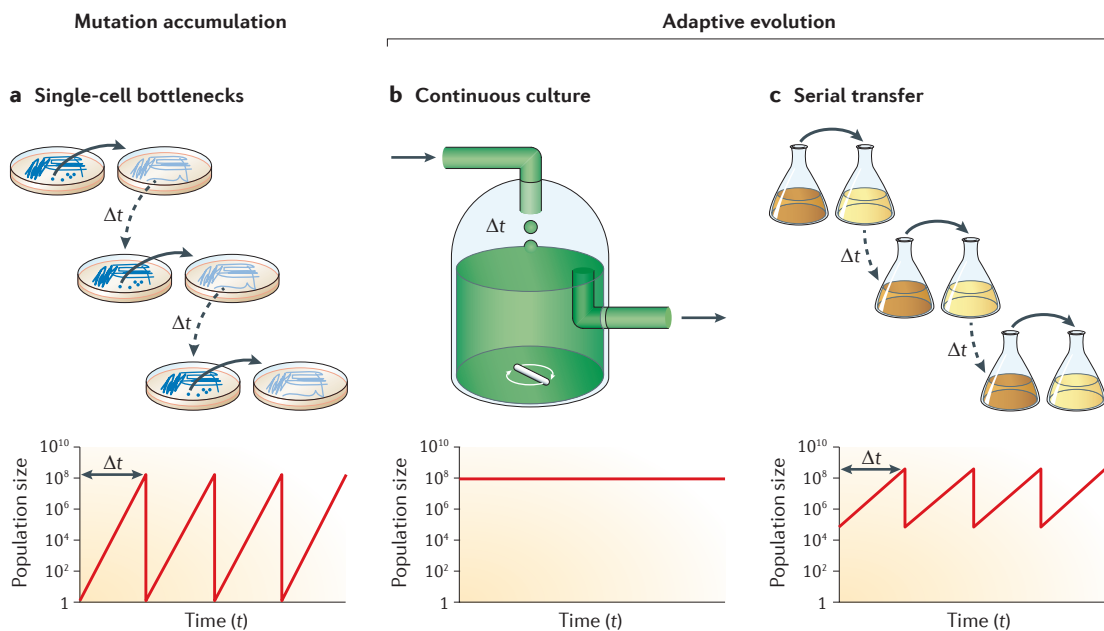 Mutation accumulation
Adaptive evolution
a Single-cell bottlenecks
b Continuous culture
c Serial transfer
Δt
Δt
Δt
Δt
Δt
10¹⁰
10⁸
10⁶
10⁴
10²
1
Population size
Δt
Time (t)
10¹⁰
10⁸
10⁶
10⁴
10²
1
Population size
Time (t)
10¹⁰
10⁸
10⁶
10⁴
10²
1
Population size
Δt
Time (t)